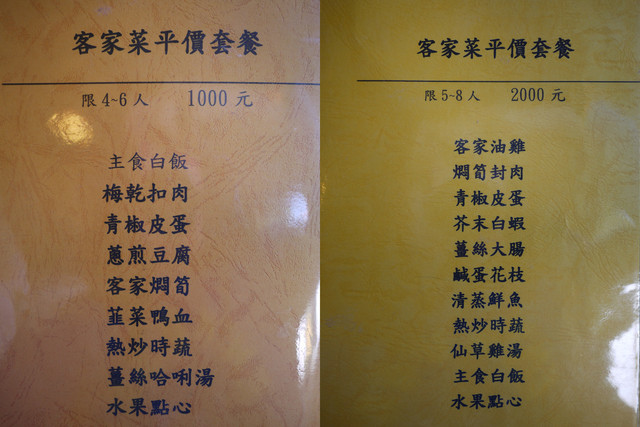 客家菜平價套餐
限4~6人 1000元
主食白飯
梅乾扣肉
青椒皮蛋
蔥煎豆腐
客家燜筍
韮菜鴨血
熱炒時蔬
薑絲哈唎湯
水果點心
客家菜平價套餐
限5~8人 2000元
客家油雞
燜筍封肉
青椒皮蛋
芥末白蝦
薑絲大腸
鹹蛋花枝
清蒸鮮魚
熱炒時蔬
仙草雞湯
主食白飯
水果點心